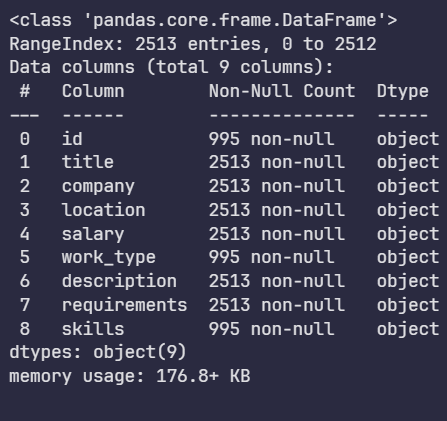 <class 'pandas.core.frame.DataFrame'>
RangeIndex: 2513 entries, 0 to 2512
Data columns (total 9 columns):
 #   Column        Non-Null Count  Dtype
---  ------        --------------  -----
 0   id            995 non-null    object
 1   title         2513 non-null   object
 2   company       2513 non-null   object
 3   location      2513 non-null   object
 4   salary        2513 non-null   object
 5   work_type     995 non-null    object
 6   description   2513 non-null   object
 7   requirements  2513 non-null   object
 8   skills        995 non-null    object
dtypes: object(9)
memory usage: 176.8+ KB